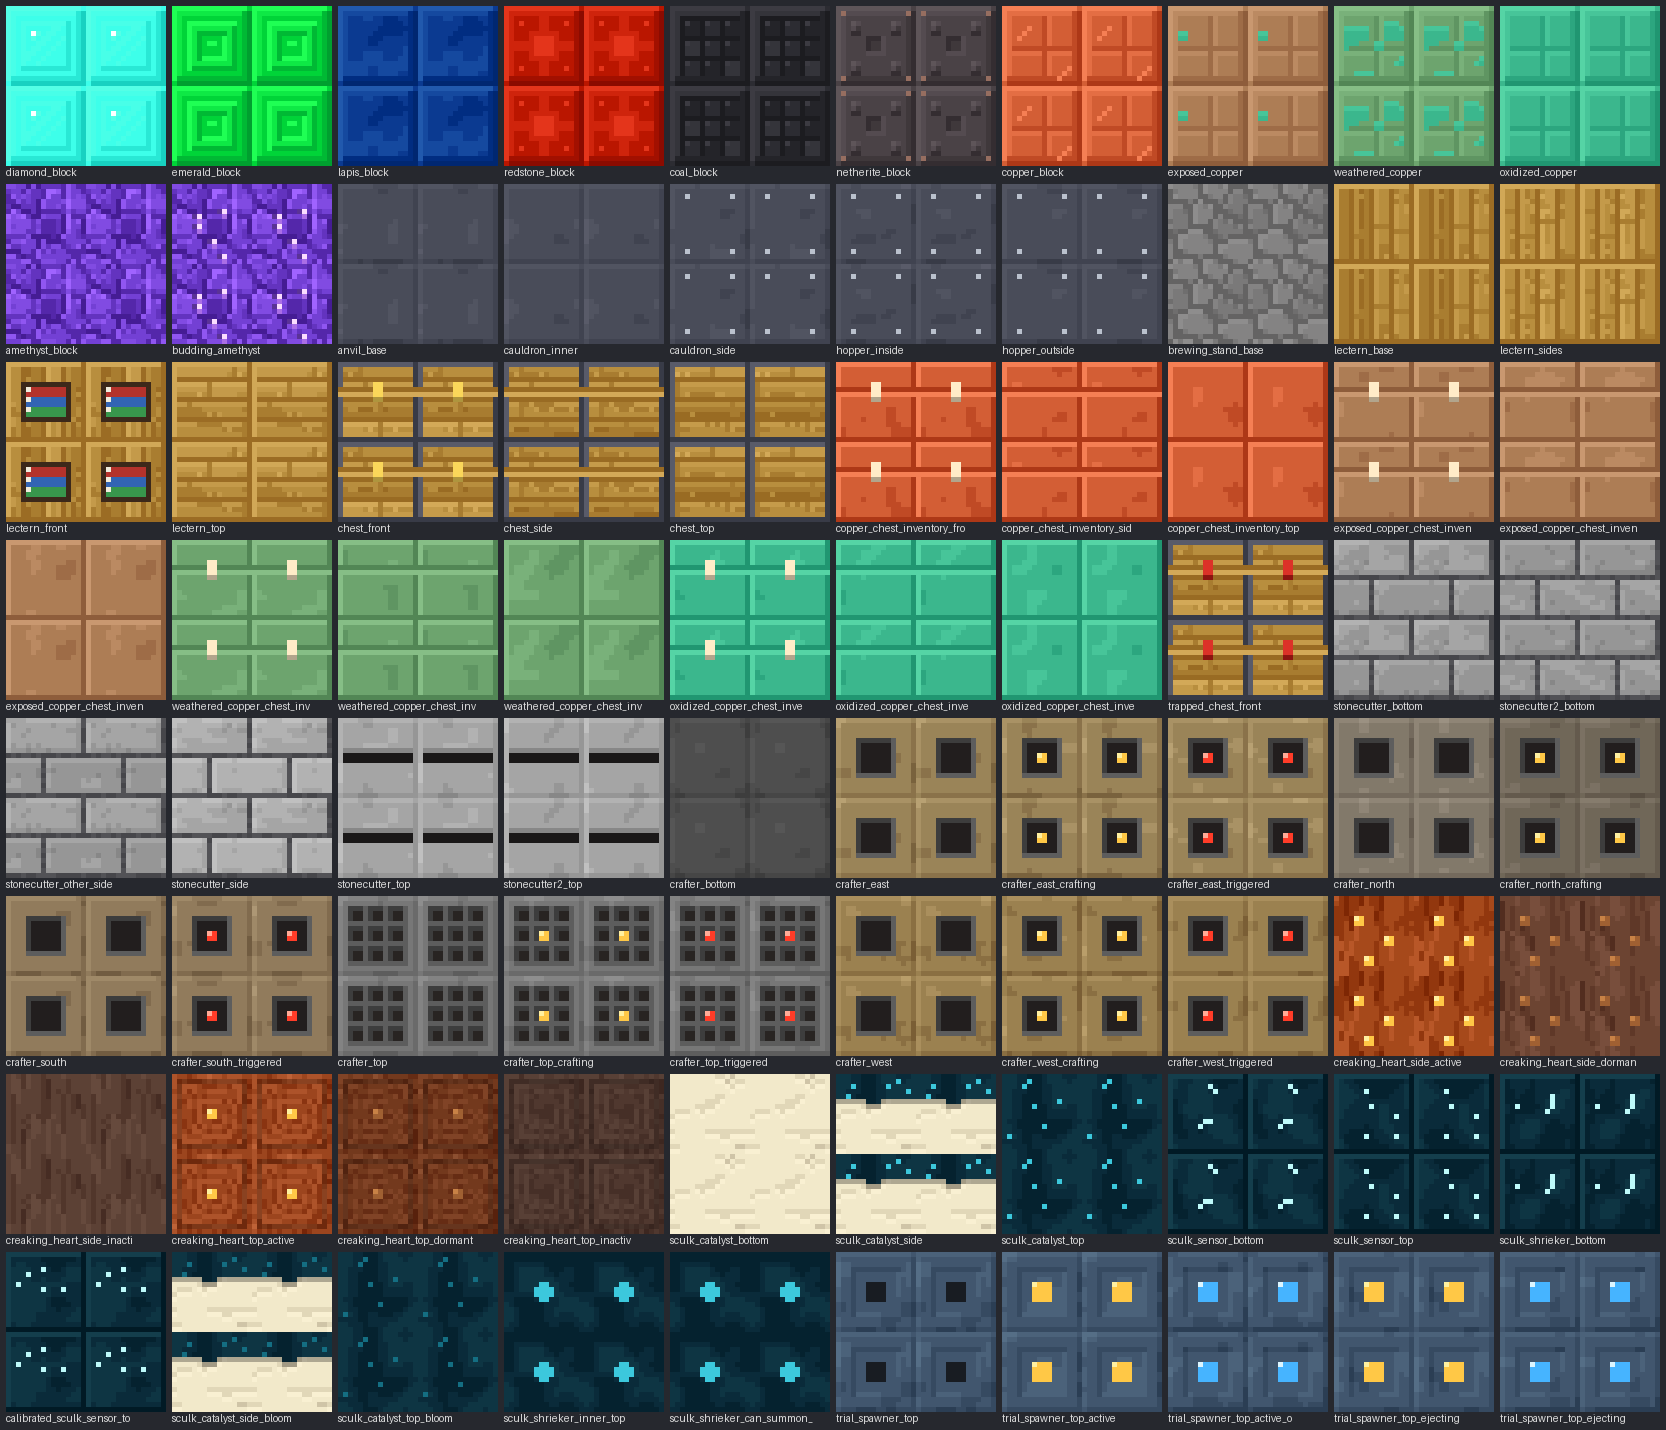 diamond_block emerald_block lapis_block redstone_block coal_block netherite_block copper_block exposed_copper weathered_copper oxidized_copper
amethyst_block budding_amethyst anvil_base cauldron_inner cauldron_side hopper_inside hopper_outside brewing_stand_base lectern_base lectern_sides
lectern_front lectern_top chest_front chest_side chest_top copper_chest_inventory_fro copper_chest_inventory_sid copper_chest_inventory_top exposed_copper_chest_inven exposed_copper_chest_inven
exposed_copper_chest_inven weathered_copper_chest_inv weathered_copper_chest_inv weathered_copper_chest_inv oxidized_copper_chest_inve oxidized_copper_chest_inve oxidized_copper_chest_inve trapped_chest_front stonecutter_bottom stonecutter2_bottom
stonecutter_other_side stonecutter_side stonecutter_top stonecutter2_top crafter_bottom crafter_east crafter_east_crafting crafter_east_triggered crafter_north crafter_north_crafting
crafter_south crafter_south_triggered crafter_top crafter_top_crafting crafter_top_triggered crafter_west crafter_west_crafting crafter_west_triggered creaking_heart_side_active creaking_heart_side_dorman
creaking_heart_side_inacti creaking_heart_top_active creaking_heart_top_dormant creaking_heart_top_inactiv sculk_catalyst_bottom sculk_catalyst_side sculk_catalyst_top sculk_sensor_bottom sculk_sensor_top sculk_shrieker_bottom
calibrated_sculk_sensor_to sculk_catalyst_side_bloom sculk_catalyst_top_bloom sculk_shrieker_inner_top sculk_shrieker_can_summon_ trial_spawner_top trial_spawner_top_active trial_spawner_top_active_o trial_spawner_top_ejecting trial_spawner_top_ejecting